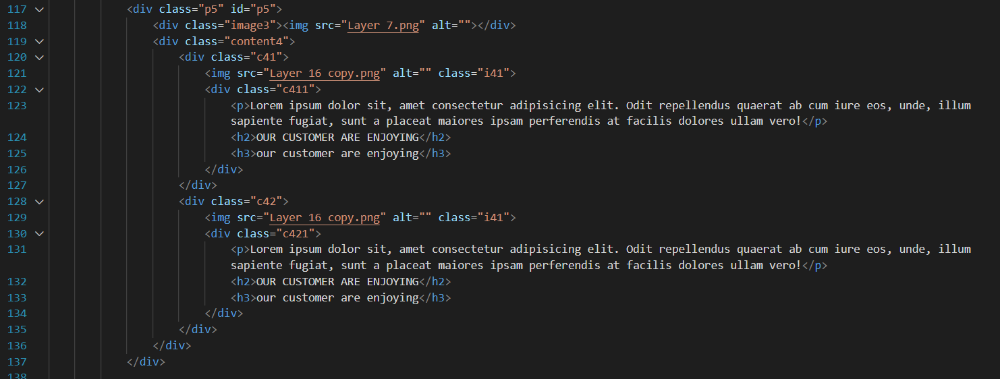 117 <div class="p5" id="p5">
118 <div class="image3"><img src="Layer 7.png" alt=""></div>
119 <div class="content4">
120 <div class="c41">
121 <img src="Layer 16 copy.png" alt="" class="i41">
122 <div class="c411">
123 <p>Lorem ipsum dolor sit, amet consectetur adipisicing elit. Odit repellendus quaerat ab cum iure eos, unde, illum
sapiente fugiat, sunt a placeat maiores ipsam perferendis at facilis dolores ullam vero!</p>
124 <h2>OUR CUSTOMER ARE ENJOYING</h2>
125 <h3>our customer are enjoying</h3>
126 </div>
127 </div>
128 <div class="c42">
129 <img src="Layer 16 copy.png" alt="" class="i41">
130 <div class="c421">
131 <p>Lorem ipsum dolor sit, amet consectetur adipisicing elit. Odit repellendus quaerat ab cum iure eos, unde, illum
sapiente fugiat, sunt a placeat maiores ipsam perferendis at facilis dolores ullam vero!</p>
132 <h2>OUR CUSTOMER ARE ENJOYING</h2>
133 <h3>our customer are enjoying</h3>
134 </div>
135 </div>
136 </div>
137 </div>
138